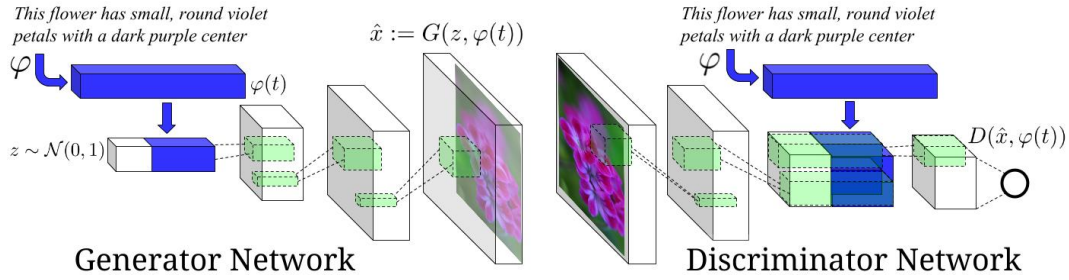 This flower has small, round violet
petals with a dark purple center
φ
φ(t)
z ∼ 𝒩(0, 1)
x̂ := G(z, φ(t))
Generator Network
This flower has small, round violet
petals with a dark purple center
φ
D(x̂, φ(t))
Discriminator Network